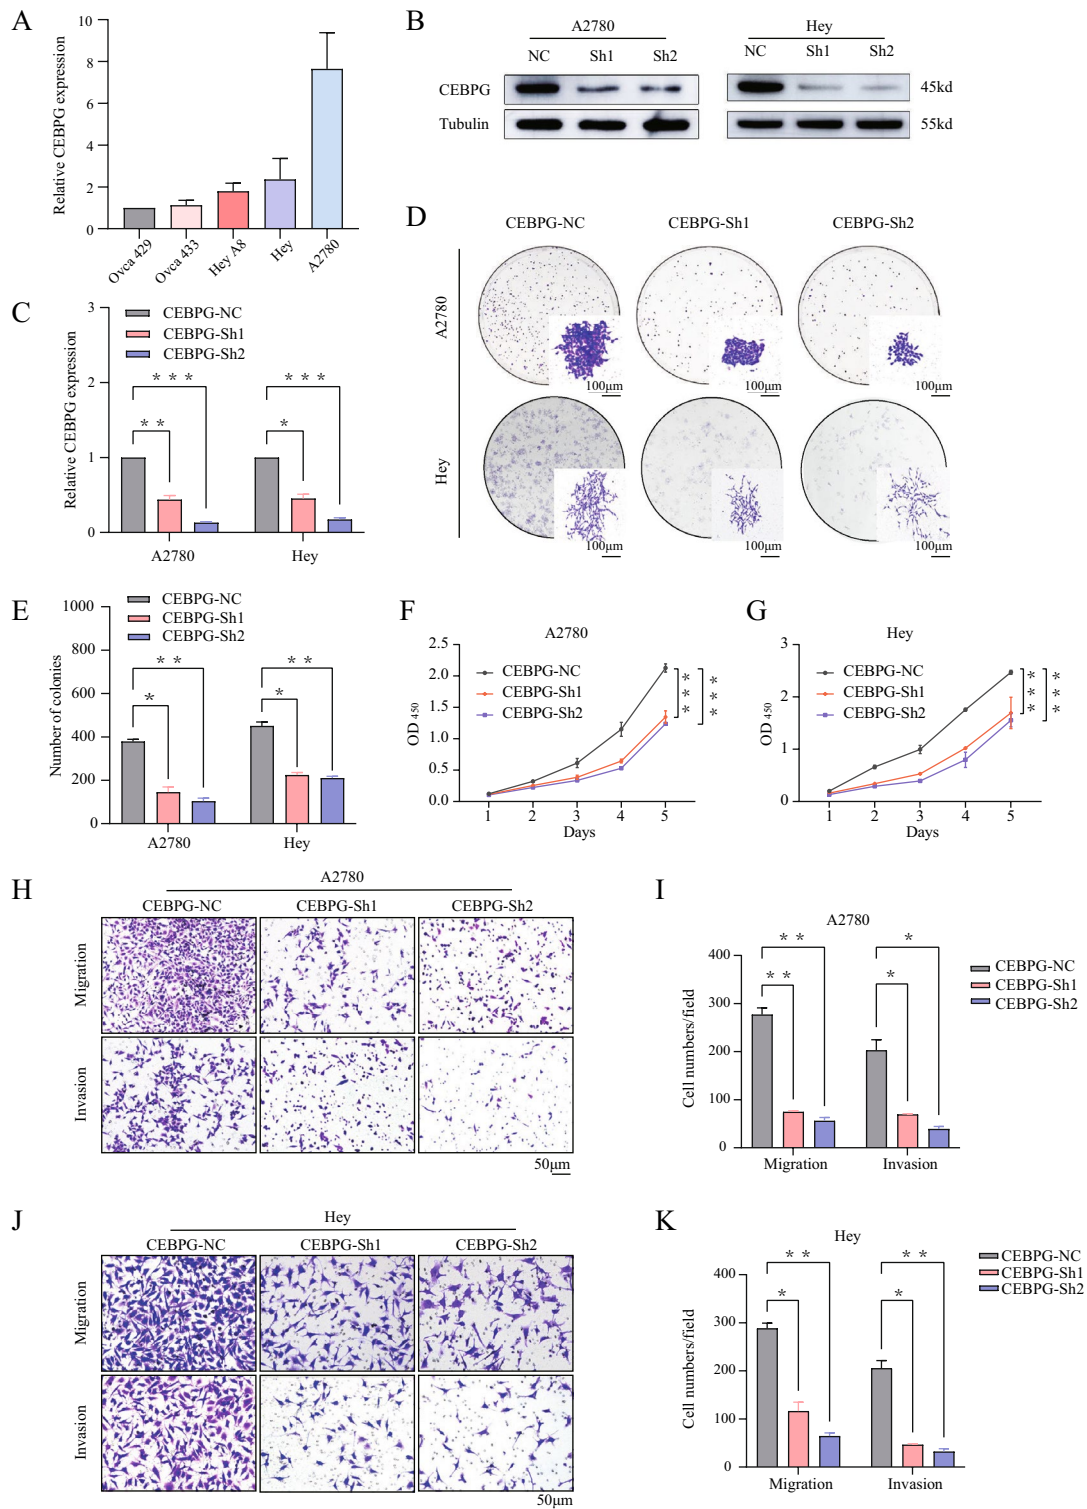 A
Relative CEBPG expression
10
8
6
4
2
0
Ovca 429
Ovca 433
Hey A8
Hey
A2780
B
A2780
Hey
NC
Sh1
Sh2
NC
Sh1
Sh2
CEBPG
45kd
Tubulin
55kd
C
Relative CEBPG expression
3
2
1
0
CEBPG-NC
CEBPG-Sh1
CEBPG-Sh2
* * *
* * *
* *
*
A2780
Hey
D
CEBPG-NC
CEBPG-Sh1
CEBPG-Sh2
A2780
100μm
100μm
100μm
Hey
100μm
100μm
100μm
E
Number of colonies
1000
800
600
400
200
0
CEBPG-NC
CEBPG-Sh1
CEBPG-Sh2
* *
* *
*
*
A2780
Hey
F
A2780
OD 450
2.5
2.0
1.5
1.0
0.5
0.0
CEBPG-NC
CEBPG-Sh1
CEBPG-Sh2
* * *
* * *
1 2 3 4 5
Days
G
Hey
OD 450
3
2
1
0
CEBPG-NC
CEBPG-Sh1
CEBPG-Sh2
* * *
* * *
1 2 3 4 5
Days
H
A2780
CEBPG-NC
CEBPG-Sh1
CEBPG-Sh2
Migration
Invasion
50μm
I
A2780
Cell numbers/field
400
300
200
100
0
* *
*
* *
*
CEBPG-NC
CEBPG-Sh1
CEBPG-Sh2
Migration
Invasion
J
Hey
CEBPG-NC
CEBPG-Sh1
CEBPG-Sh2
Migration
Invasion
50μm
K
Hey
Cell numbers/field
400
300
200
100
0
* *
* *
*
*
CEBPG-NC
CEBPG-Sh1
CEBPG-Sh2
Migration
Invasion